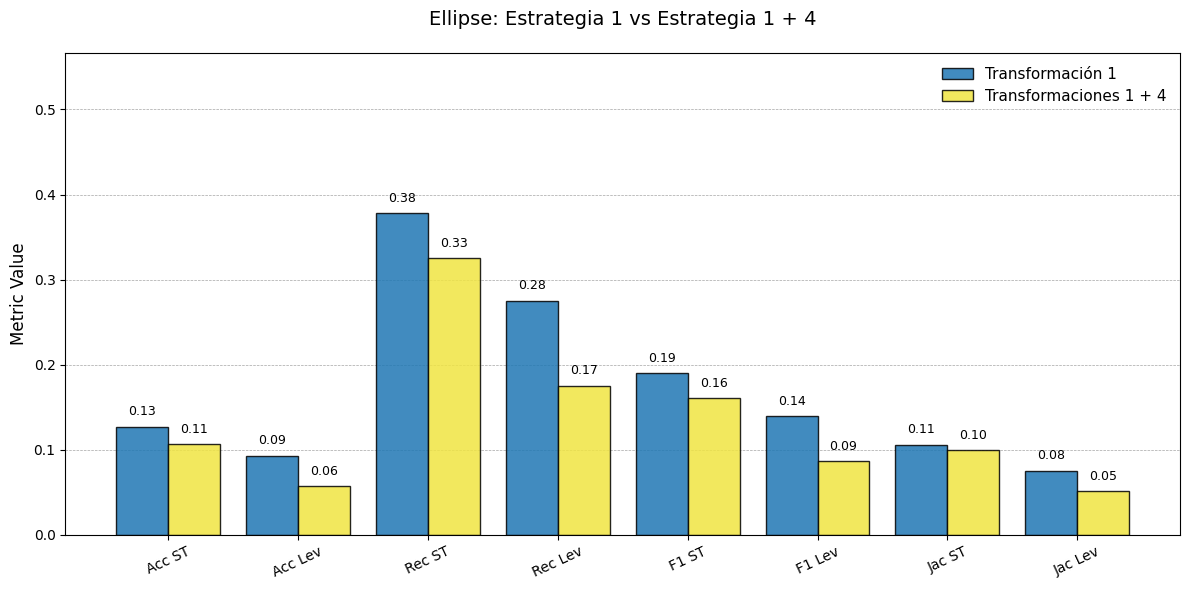 Ellipse: Estrategia 1 vs Estrategia 1 + 4
Transformación 1
Transformaciones 1 + 4
Metric Value
0.5
0.4
0.3
0.2
0.1
0.0
0.13
0.11
0.09
0.06
0.38
0.33
0.28
0.17
0.19
0.16
0.14
0.09
0.11
0.10
0.08
0.05
Acc ST
Acc Lev
Rec ST
Rec Lev
F1 ST
F1 Lev
Jac ST
Jac Lev